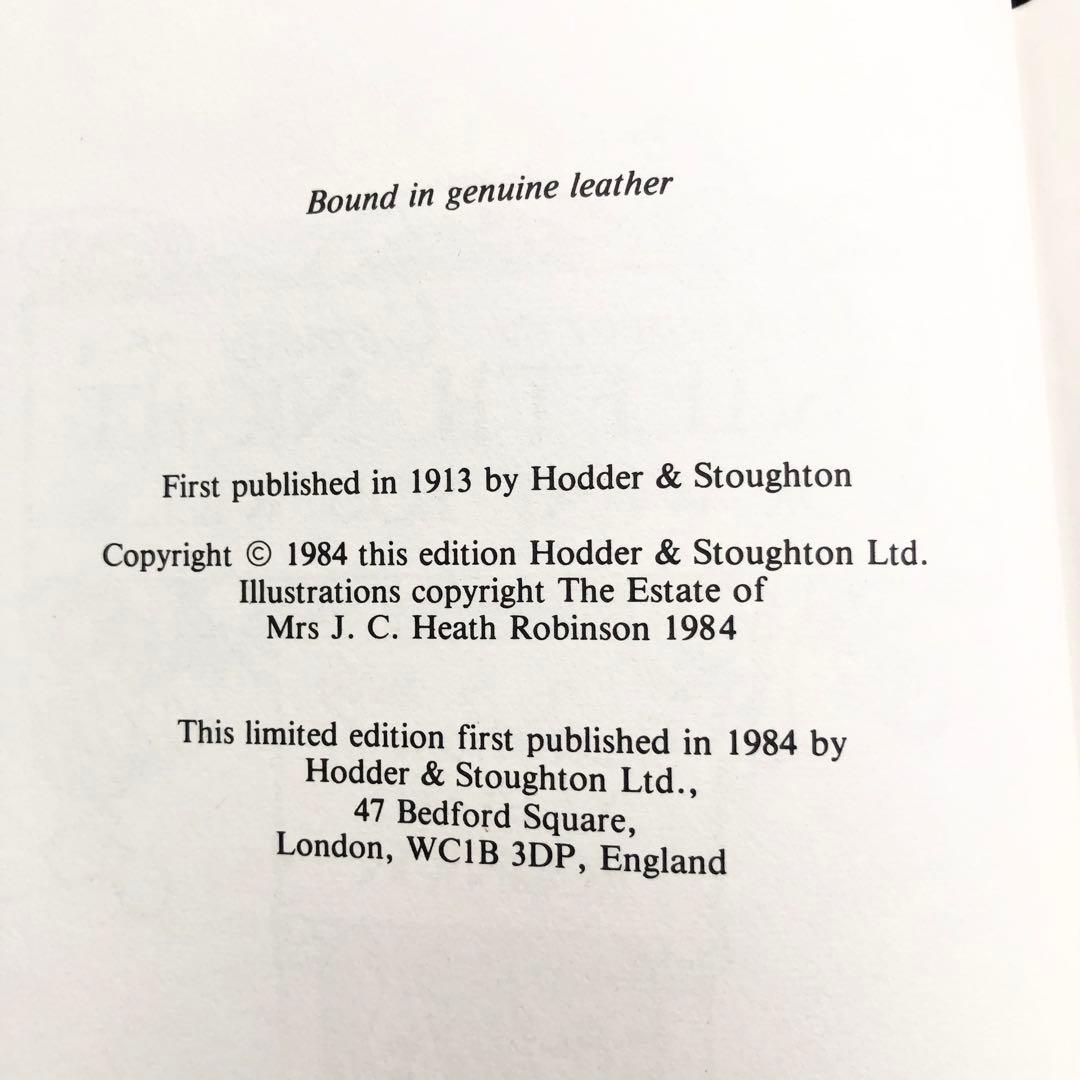 Bound in genuine leather
First published in 1913 by Hodder & Stoughton
Copyright © 1984 this edition Hodder & Stoughton Ltd.
Illustrations copyright The Estate of
Mrs J. C. Heath Robinson 1984
This limited edition first published in 1984 by
Hodder & Stoughton Ltd.,
47 Bedford Square,
London, WC1B 3DP, England